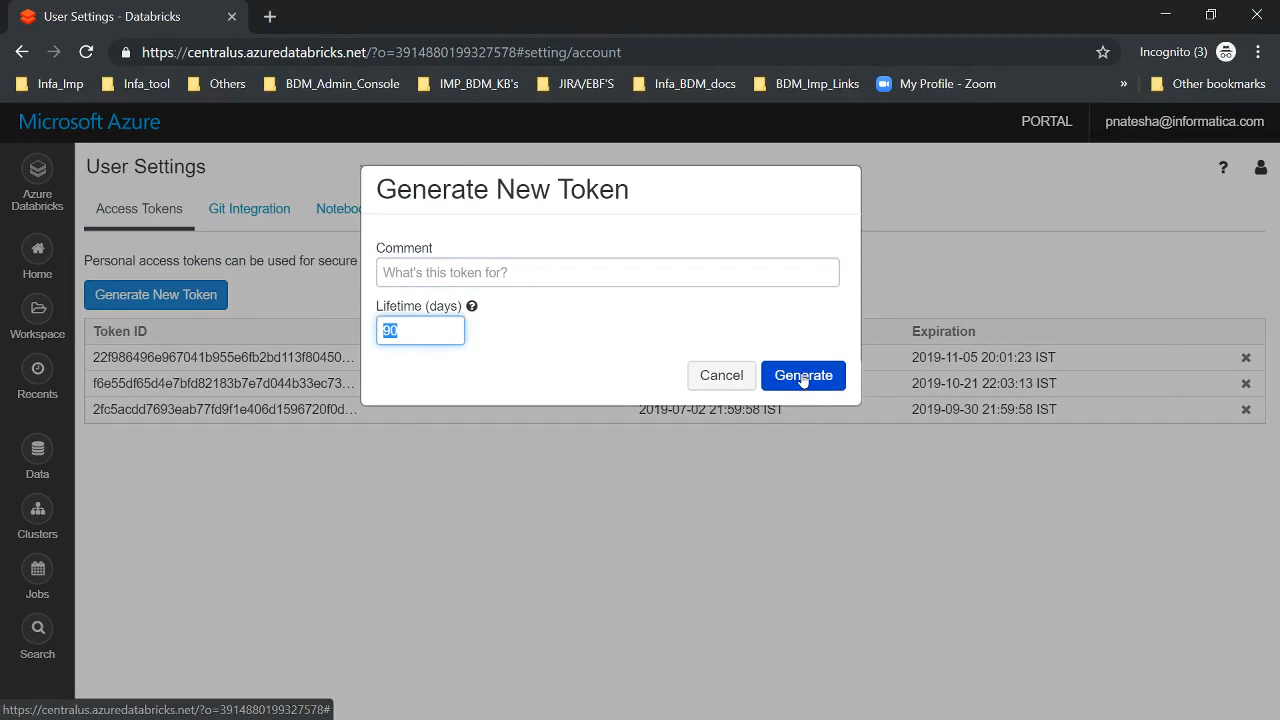 User Settings - Databricks
https://centralus.azuredatabricks.net/?o=3914880199327578#setting/account
Incognito (3)
Infa_Imp
Infa_tool
Others
BDM_Admin_Console
IMP_BDM_KB's
JIRA/EBF'S
Infa_BDM_docs
BDM_Imp_Links
My Profile - Zoom
»
Other bookmarks
Microsoft Azure
PORTAL
pnatesha@informatica.com
Azure
Databricks
Home
Workspace
Recents
Data
Clusters
Jobs
Search
User Settings
?
Access Tokens
Git Integration
Noteboo
Personal access tokens can be used for secure
Generate New Token
Token ID
Expiration
22f986496e967041b955e6fb2bd113f80450...
2019-11-05 20:01:23 IST
f6e55df65d4e7bfd82183b7e7d044b33ec73...
2019-10-21 22:03:13 IST
2fc5acdd7693eab77fd9f1e406d1596720f0d...
2019-07-02 21:59:58 IST
2019-09-30 21:59:58 IST
Generate New Token
Comment
What's this token for?
Lifetime (days)
?
90
Cancel
Generate
https://centralus.azuredatabricks.net/?o=3914880199327578#